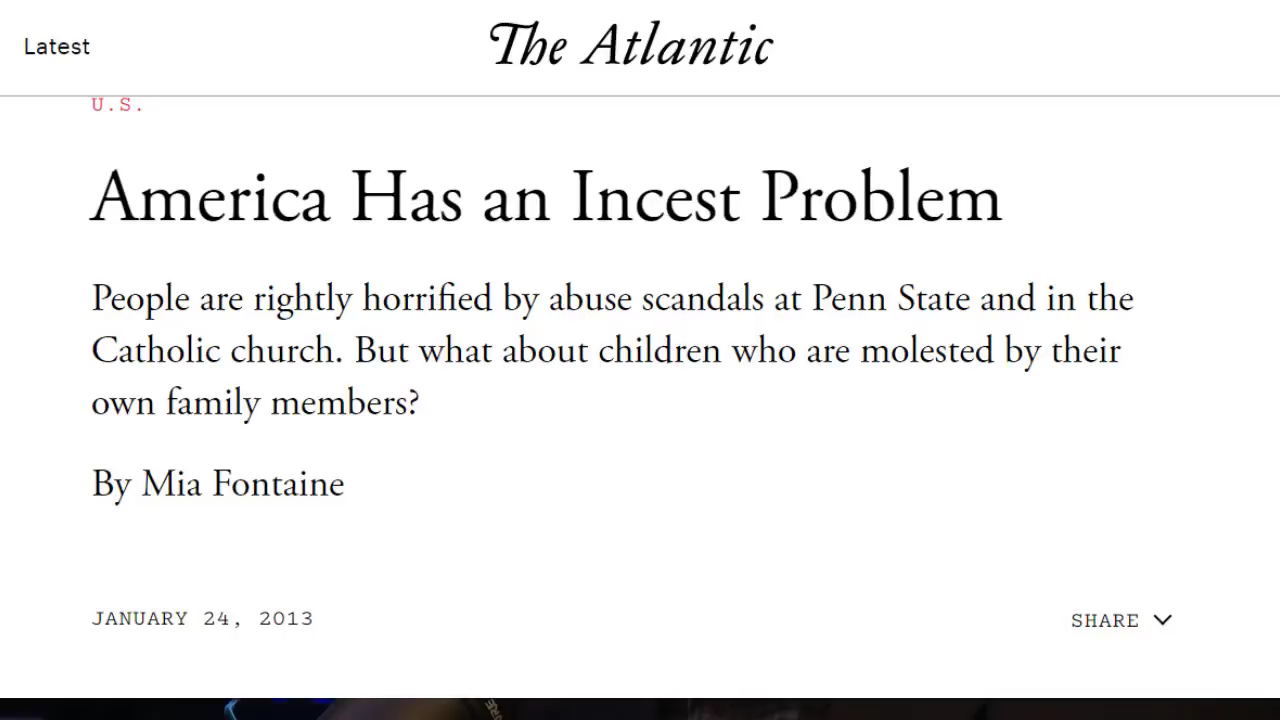 Latest
The Atlantic
U.S.
America Has an Incest Problem
People are rightly horrified by abuse scandals at Penn State and in the
Catholic church. But what about children who are molested by their
own family members?
By Mia Fontaine
JANUARY 24, 2013
SHARE